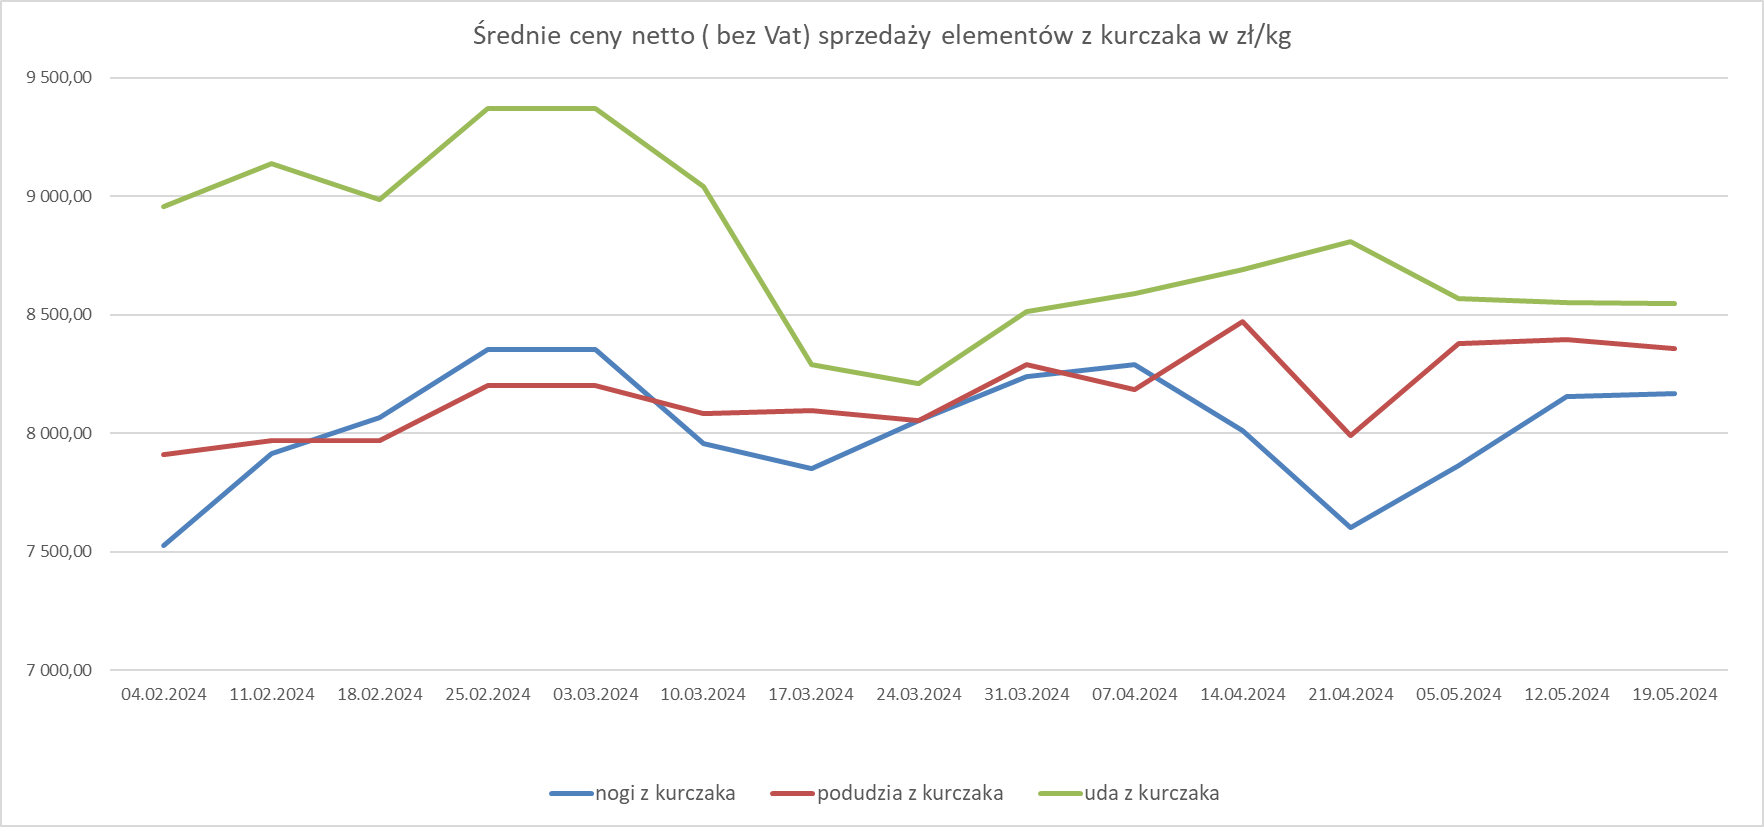 Średnie ceny netto ( bez Vat) sprzedaży elementów z kurczaka w zł/kg
9 500,00
9 000,00
8 500,00
8 000,00
7 500,00
7 000,00
04.02.2024 11.02.2024 18.02.2024 25.02.2024 03.03.2024 10.03.2024 17.03.2024 24.03.2024 31.03.2024 07.04.2024 14.04.2024 21.04.2024 05.05.2024 12.05.2024 19.05.2024
nogi z kurczaka podudzia z kurczaka uda z kurczaka